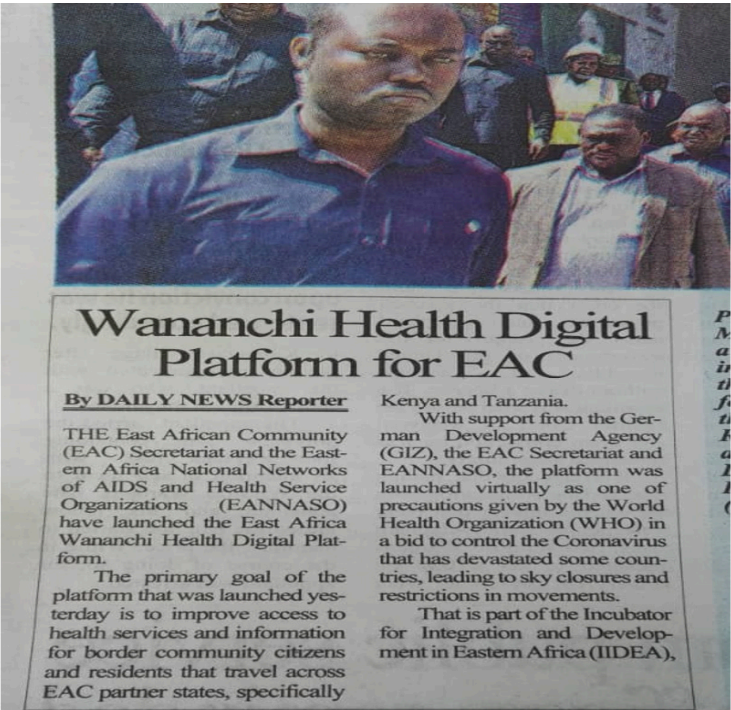 Wananchi Health Digital
Platform for EAC
By DAILY NEWS Reporter
THE East African Community
(EAC) Secretariat and the East-
ern Africa National Networks
of AIDS and Health Service
Organizations (EANNASO)
have launched the East Africa
Wananchi Health Digital Plat-
form.
The primary goal of the
platform that was launched yes-
terday is to improve access to
health services and information
for border community citizens
and residents that travel across
EAC partner states, specifically
Kenya and Tanzania.
With support from the Ger-
man Development Agency
(GIZ), the EAC Secretariat and
EANNASO, the platform was
launched virtually as one of
precautions given by the World
Health Organization (WHO) in
a bid to control the Coronavirus
that has devastated some coun-
tries, leading to sky closures and
restrictions in movements.
That is part of the Incubator
for Integration and Develop-
ment in Eastern Africa (IIDEA),